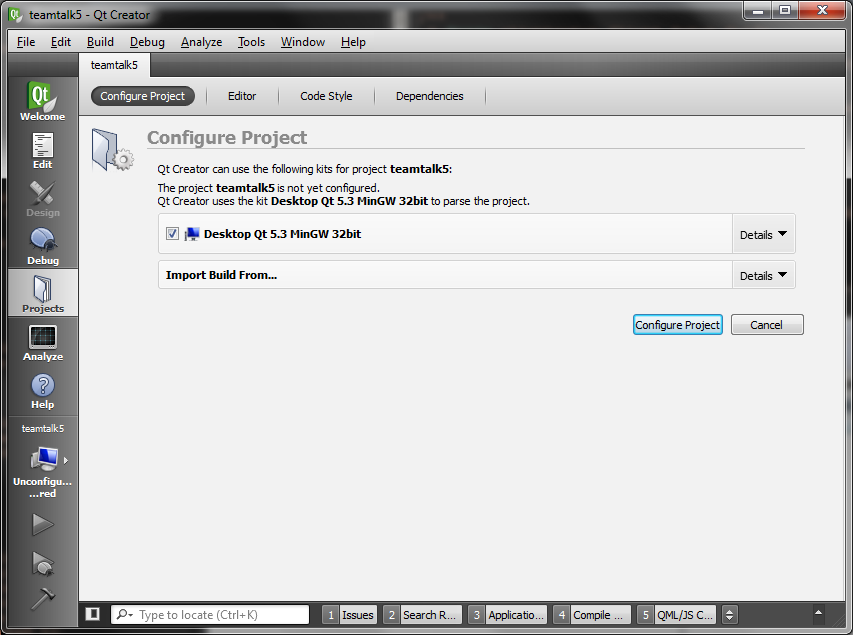 teamtalk5 - Qt Creator
File Edit Build Debug Analyze Tools Window Help
teamtalk5
Configure Project Editor Code Style Dependencies
Qt
Welcome
Edit
Design
Debug
Projects
Analyze
Help
teamtalk5
Unconfigu...
...red
Configure Project
Qt Creator can use the following kits for project teamtalk5:
The project teamtalk5 is not yet configured.
Qt Creator uses the kit Desktop Qt 5.3 MinGW 32bit to parse the project.
Desktop Qt 5.3 MinGW 32bit Details
Import Build From... Details
Configure Project Cancel
Type to locate (Ctrl+K) 1 Issues 2 Search R... 3 Applicatio... 4 Compile ... 5 QML/JS C...